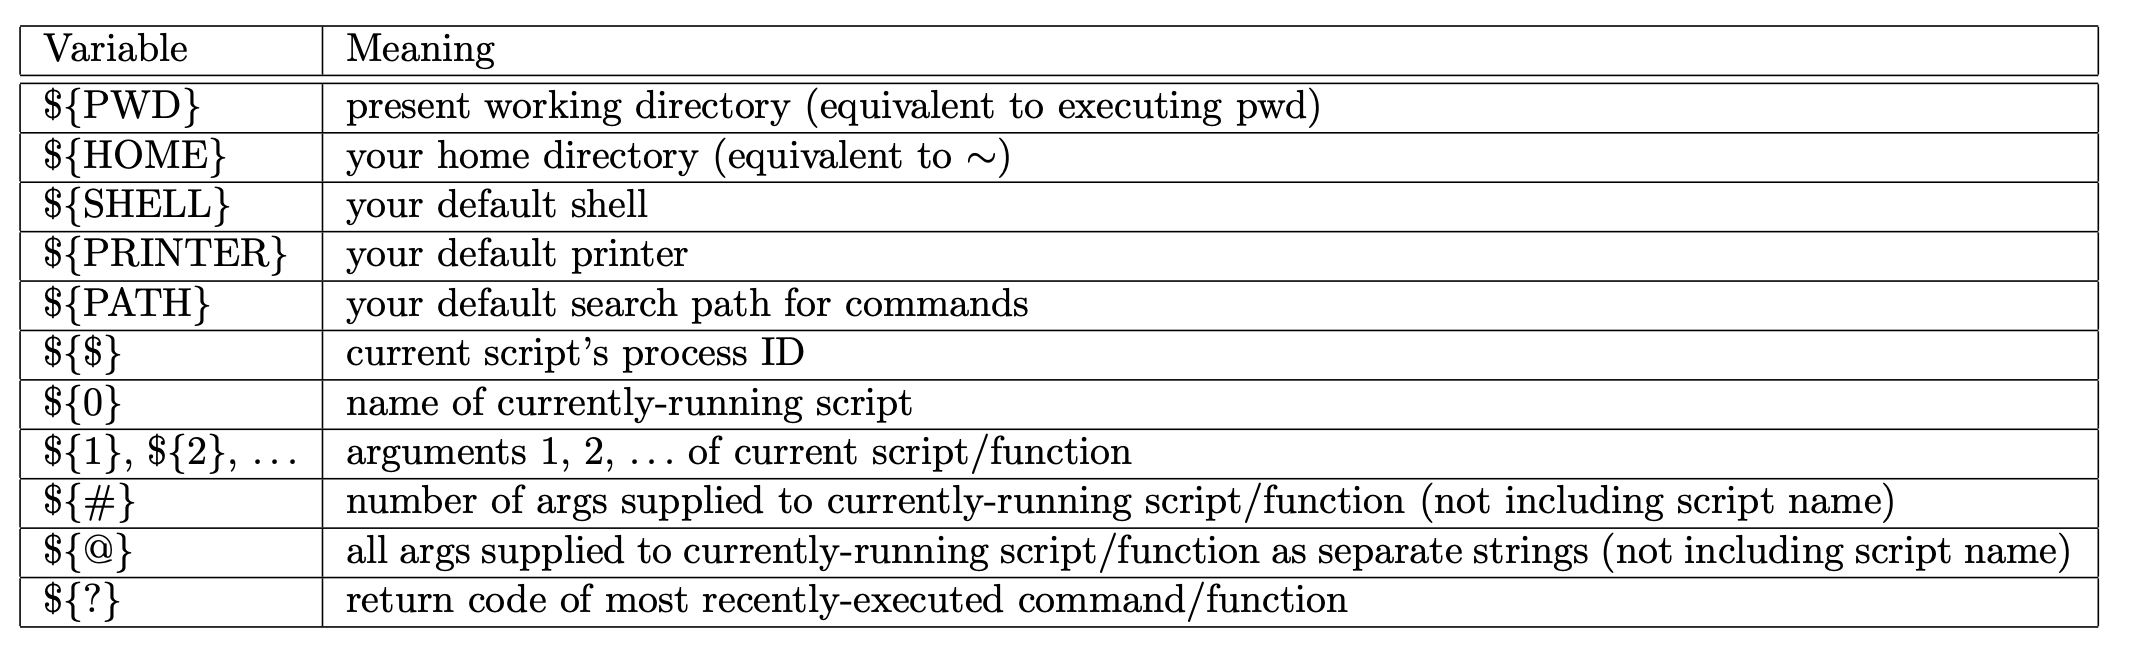 Variable Meaning
${PWD} present working directory (equivalent to executing pwd)
${HOME} your home directory (equivalent to ∼)
${SHELL} your default shell
${PRINTER} your default printer
${PATH} your default search path for commands
${$} current script’s process ID
${0} name of currently-running script
${1}, ${2}, . . . arguments 1, 2, . . . of current script/function
${#} number of args supplied to currently-running script/function (not including script name)
${@} all args supplied to currently-running script/function as separate strings (not including script name)
${?} return code of most recently-executed command/function